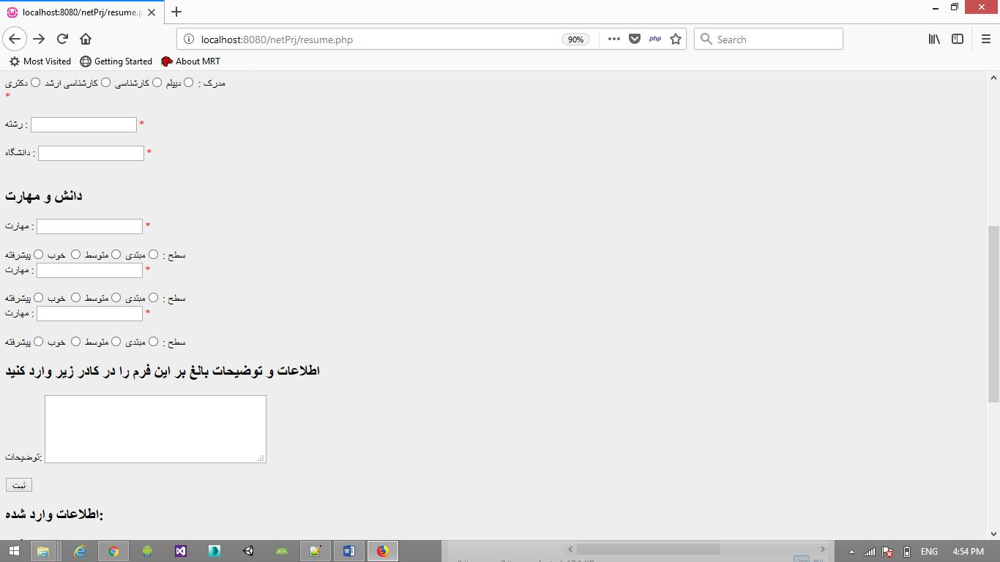 localhost:8080/netPrj/resume.p
localhost:8080/netPrj/resume.php
90%
php
Search
Most Visited
Getting Started
About MRT
مدرک : دیپلم کارشناسی کارشناسی ارشد دکتری
*
رشته : *
دانشگاه : *
دانش و مهارت
مهارت : *
سطح : مبتدی متوسط خوب پیشرفته
مهارت : *
سطح : مبتدی متوسط خوب پیشرفته
مهارت : *
سطح : مبتدی متوسط خوب پیشرفته
اطلاعات و توضیحات بالغ بر این فرم را در کادر زیر وارد کنید
توضیحات:
ثبت
اطلاعات وارد شده:
ENG
4:54 PM